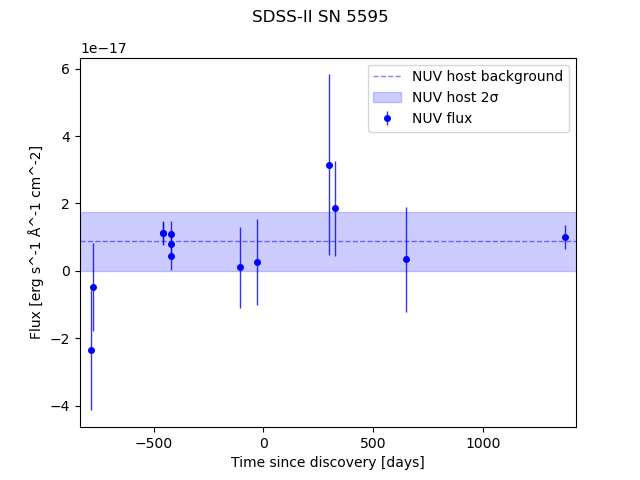 SDSS-II SN 5595
1e−17
NUV host background
NUV host 2σ
NUV flux
6
4
2
0
−2
−4
Flux [erg s^-1 Å^-1 cm^-2]
−500
0
500
1000
Time since discovery [days]